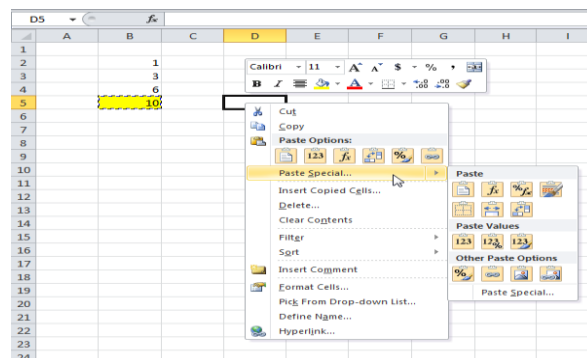 D5 fx
A B C D E F G H I
1
2 1
3 3
4 6
5 10
6
7
8
9
10
11
12
13
14
15
16
17
18
19
20
21
22
23
24
Calibri 11 A A $ % ,
B I A .00 .0
Cut
Copy
Paste Options:
123 fx %
Paste Special...
Insert Copied Cells...
Delete...
Clear Contents
Filter
Sort
Insert Comment
Format Cells...
Pick From Drop-down List...
Define Name...
Hyperlink...
Paste
fx %fx
Paste Values
123 123 123
Other Paste Options
%
Paste Special...